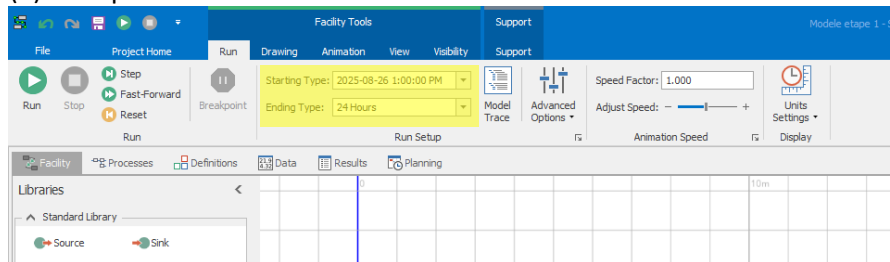 Facility Tools Support Modele etape 1 -
File Project Home Run Drawing Animation View Visibility Support
Run
Stop
Step
Fast-Forward
Reset
Breakpoint
Starting Type: 2025-08-26 1:00:00 PM
Ending Type: 24 Hours
Model
Trace
Advanced
Options
Speed Factor: 1.000
Adjust Speed: − +
Units
Settings
Run Run Setup Animation Speed Display
Facility Processes Definitions Data Results Planning
Libraries
0
10m
Standard Library
Source Sink